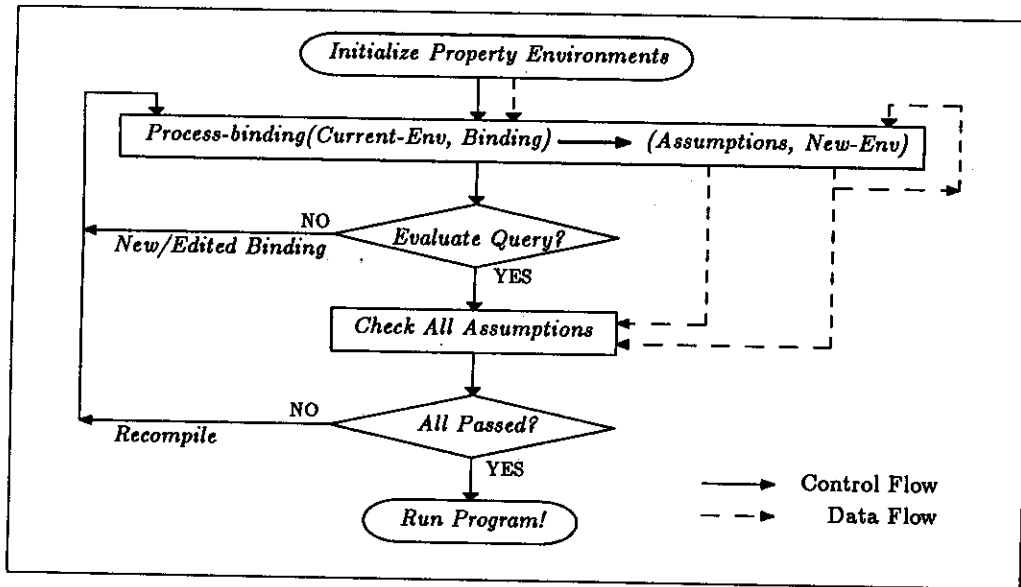 Initialize Property Environments
Process-binding(Current-Env, Binding) (Assumptions, New-Env)
NO
Evaluate Query?
New/Edited Binding
YES
Check All Assumptions
NO
All Passed?
Recompile
YES
Control Flow
Run Program!
Data Flow